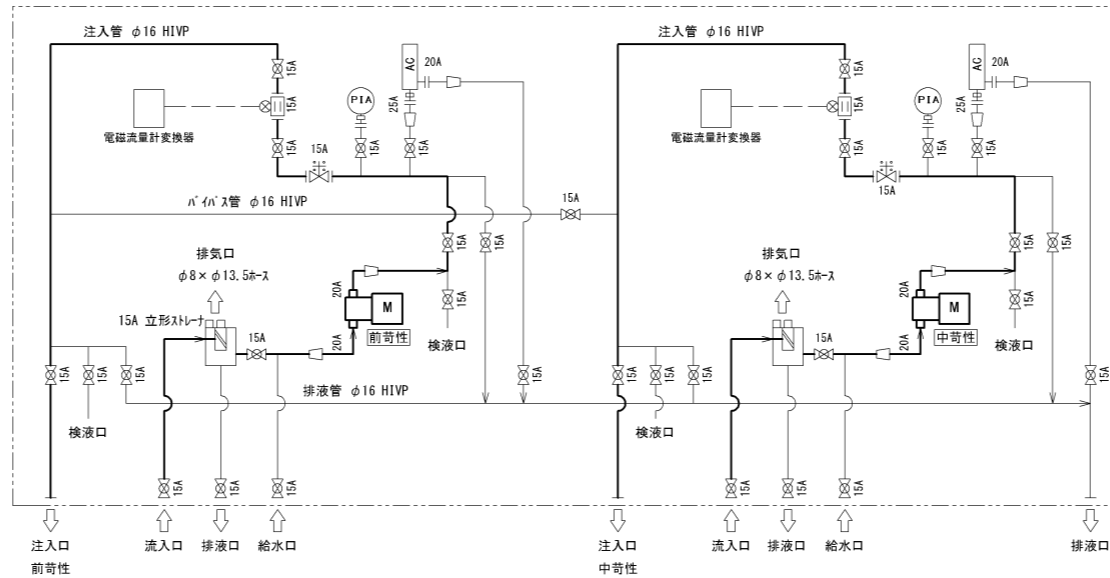 注入管 φ16 HIVP
15A
AC
20A
25A
PIA
15A
15A
15A
15A
電磁流量計変換器
15A
バイパス管 φ16 HIVP
15A
排気口
φ8×φ13.5ホース
15A 立形ストレーナ
15A
20A
M
前苛性
20A
15A
15A
15A
検液口
15A
15A
15A
15A
排液管 φ16 HIVP
検液口
15A
15A
15A
注入口
前苛性
流入口
排液口
給水口
注入管 φ16 HIVP
15A
AC
20A
25A
PIA
15A
15A
15A
15A
電磁流量計変換器
15A
排気口
φ8×φ13.5ホース
15A
20A
M
中苛性
20A
15A
15A
15A
検液口
15A
15A
15A
15A
検液口
15A
15A
15A
注入口
中苛性
流入口
排液口
給水口
排液口